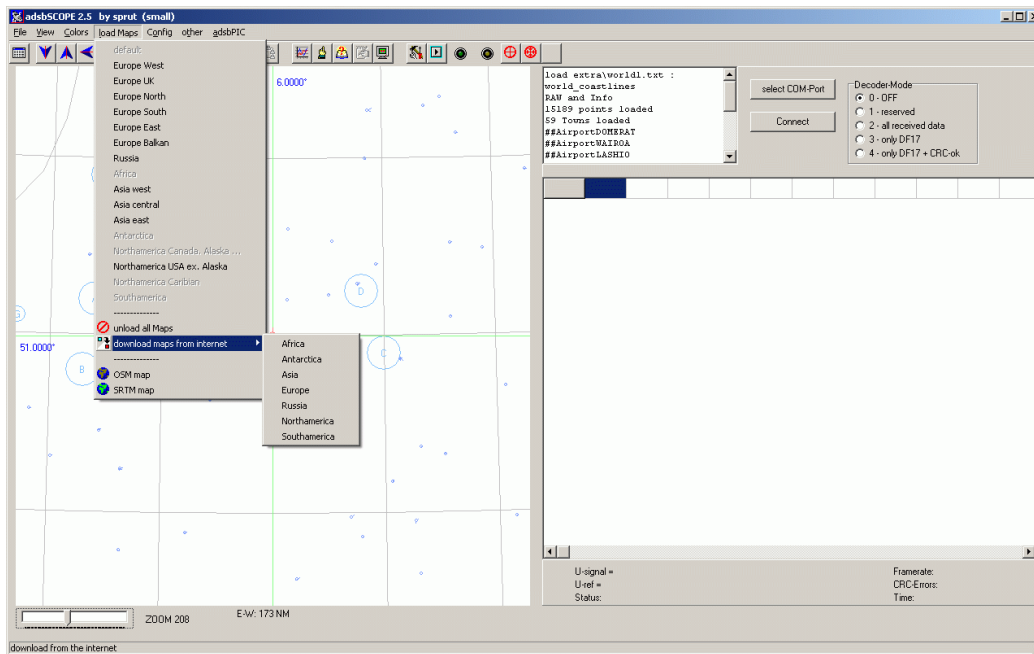 adsbSCOPE 2.5 by sprut (small)
File View Colors load Maps Config other adsbPIC
default
Europe West
Europe UK
Europe North
Europe South
Europe East
Europe Balkan
Russia
Africa
Asia west
Asia central
Asia east
Antarctica
Northamerica Canada. Alaska ...
Northamerica USA ex. Alaska
Northamerica Caribian
Southamerica
--------------
unload all Maps
download maps from internet
--------------
OSM map
SRTM map
Africa
Antarctica
Asia
Europe
Russia
Northamerica
Southamerica
6.0000°
51.0000°
D
C
B
G
load extra\world1.txt :
world_coastlines
RAW and Info
15189 points loaded
59 Towns loaded
##AirportDOMERAT
##AirportWAIROA
##AirportLASHIO
select COM-Port
Connect
Decoder-Mode
0 - OFF
1 - reserved
2 - all received data
3 - only DF17
4 - only DF17 + CRC-ok
U-signal =
U-ref =
Status:
Framerate:
CRC-Errors:
Time:
ZOOM 208
E-W: 173 NM
download from the internet